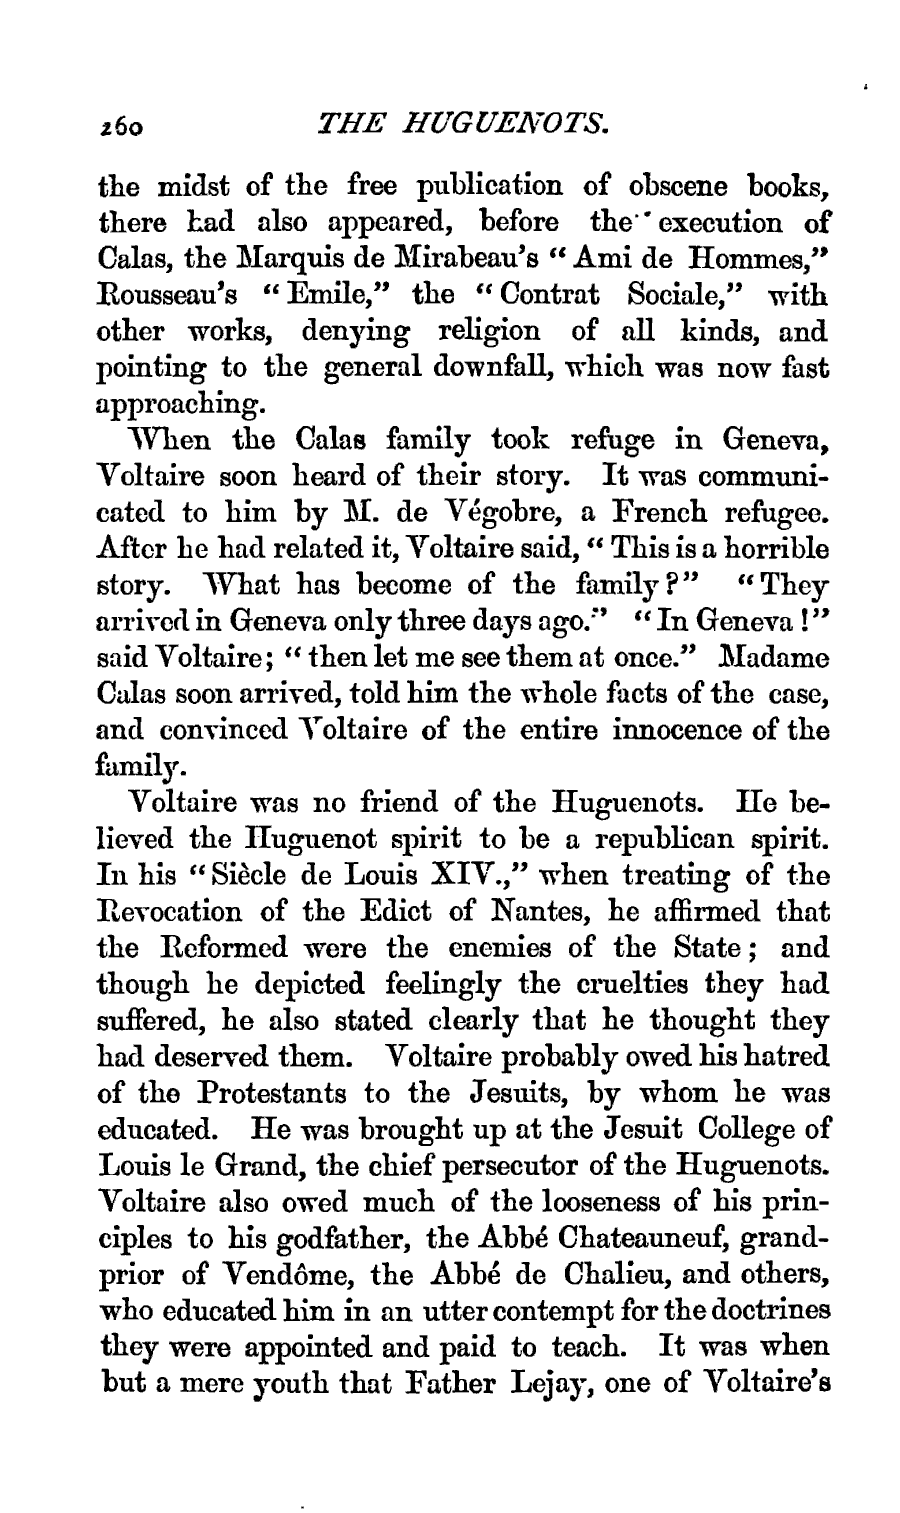 260 THE HUGUENOTS.
the midst of the free publication of obscene books,
there had also appeared, before the execution of
Calas, the Marquis de Mirabeau's “ Ami de Hommes,”
Rousseau's “ Emile,” the “ Contrat Sociale,” with
other works, denying religion of all kinds, and
pointing to the general downfall, which was now fast
approaching.
When the Calas family took refuge in Geneva,
Voltaire soon heard of their story. It was communi-
cated to him by M. de Végobre, a French refugee.
After he had related it, Voltaire said, “ This is a horrible
story. What has become of the family ?” “ They
arrived in Geneva only three days ago.” “ In Geneva !”
said Voltaire ; “ then let me see them at once.” Madame
Calas soon arrived, told him the whole facts of the case,
and convinced Voltaire of the entire innocence of the
family.
Voltaire was no friend of the Huguenots. He be-
lieved the Huguenot spirit to be a republican spirit.
In his “ Siècle de Louis XIV.,” when treating of the
Revocation of the Edict of Nantes, he affirmed that
the Reformed were the enemies of the State ; and
though he depicted feelingly the cruelties they had
suffered, he also stated clearly that he thought they
had deserved them. Voltaire probably owed his hatred
of the Protestants to the Jesuits, by whom he was
educated. He was brought up at the Jesuit College of
Louis le Grand, the chief persecutor of the Huguenots.
Voltaire also owed much of the looseness of his prin-
ciples to his godfather, the Abbé Chateauneuf, grand-
prior of Vendôme, the Abbé de Chalieu, and others,
who educated him in an utter contempt for the doctrines
they were appointed and paid to teach. It was when
but a mere youth that Father Lejay, one of Voltaire's